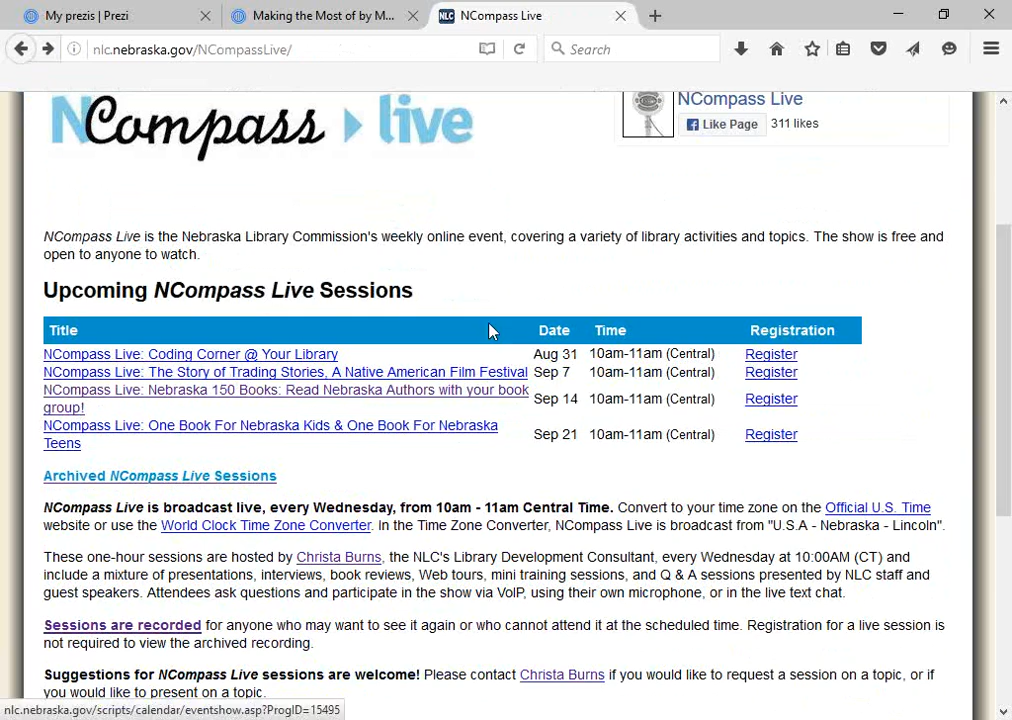 My prezis | Prezi
Making the Most of by M...
NLC NCompass Live
nlc.nebraska.gov/NCompassLive/
Search
NCompass live
NCompass Live
Like Page 311 likes
NCompass Live is the Nebraska Library Commission's weekly online event, covering a variety of library activities and topics. The show is free and
open to anyone to watch.
Upcoming NCompass Live Sessions
Title Date Time Registration
NCompass Live: Coding Corner @ Your Library Aug 31 10am-11am (Central) Register
NCompass Live: The Story of Trading Stories, A Native American Film Festival Sep 7 10am-11am (Central) Register
NCompass Live: Nebraska 150 Books: Read Nebraska Authors with your book
group! Sep 14 10am-11am (Central) Register
NCompass Live: One Book For Nebraska Kids & One Book For Nebraska
Teens Sep 21 10am-11am (Central) Register
Archived NCompass Live Sessions
NCompass Live is broadcast live, every Wednesday, from 10am - 11am Central Time. Convert to your time zone on the Official U.S. Time
website or use the World Clock Time Zone Converter. In the Time Zone Converter, NCompass Live is broadcast from "U.S.A - Nebraska - Lincoln".
These one-hour sessions are hosted by Christa Burns, the NLC's Library Development Consultant, every Wednesday at 10:00AM (CT) and
include a mixture of presentations, interviews, book reviews, Web tours, mini training sessions, and Q & A sessions presented by NLC staff and
guest speakers. Attendees ask questions and participate in the show via VoIP, using their own microphone, or in the live text chat.
Sessions are recorded for anyone who may want to see it again or who cannot attend it at the scheduled time. Registration for a live session is
not required to view the archived recording.
Suggestions for NCompass Live sessions are welcome! Please contact Christa Burns if you would like to request a session on a topic, or if
you would like to present on a topic.
nlc.nebraska.gov/scripts/calendar/eventshow.asp?ProgID=15495